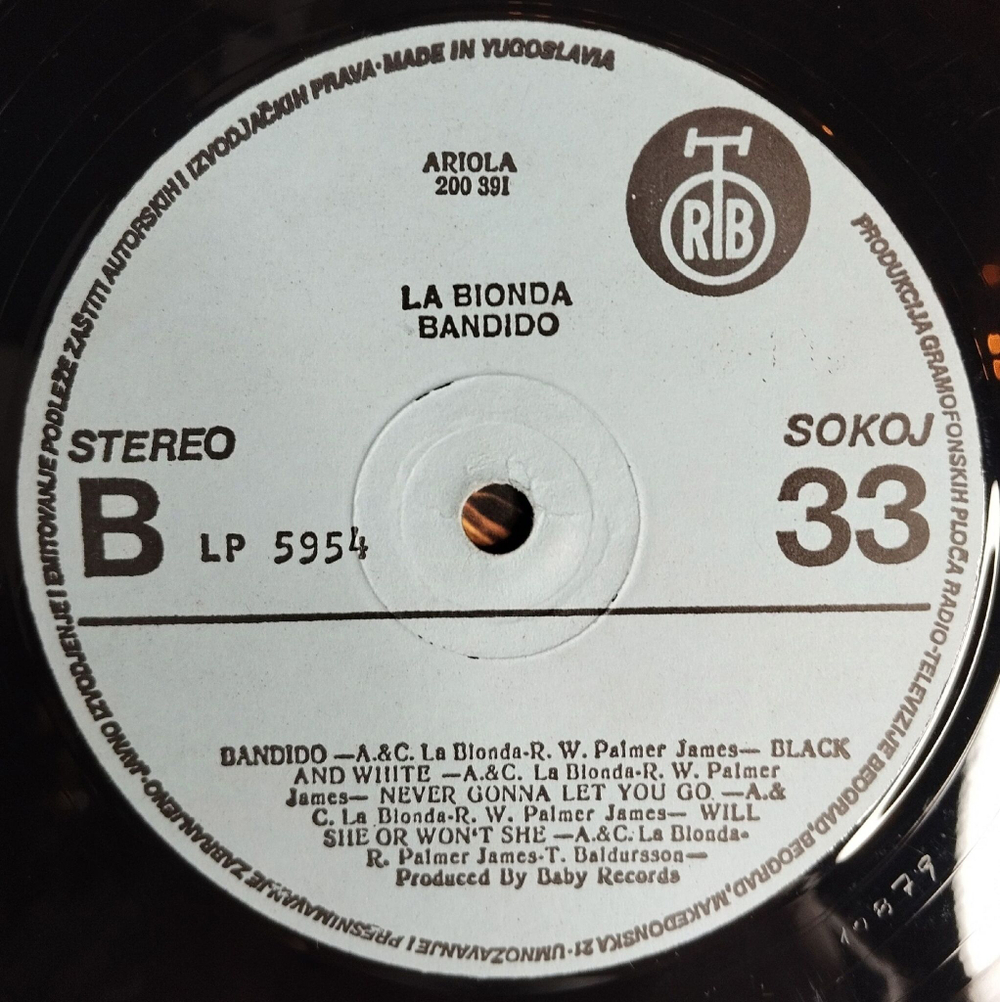 PRODUKCIJA GRAMOFONSKIH PLOČA RADIO-TELEVIZIJE BEOGRAD, BEOGRAD, MAKEDONSKA 21 · UMNOŽAVANJE I PRESNIMAVANJE ZABRANJENO · JAVNO IZVODJENJE I EMITOVANJE PODLEŽE ZAŠTITI AUTORSKIH I IZVODJAČKIH PRAVA · MADE IN YUGOSLAVIA
ARIOLA
200 391
RTB
LA BIONDA
BANDIDO
STEREO
SOKOJ
B
LP 5954
33
BANDIDO —A.&C. La Bionda-R. W. Palmer James— BLACK
AND WHITE —A.&C. La Bionda-R. W. Palmer
James— NEVER GONNA LET YOU GO —A.&
C. La Bionda-R. W. Palmer James— WILL
SHE OR WON'T SHE —A.&C. La Bionda-
R. Palmer James-T. Baldursson—
Produced By Baby Records